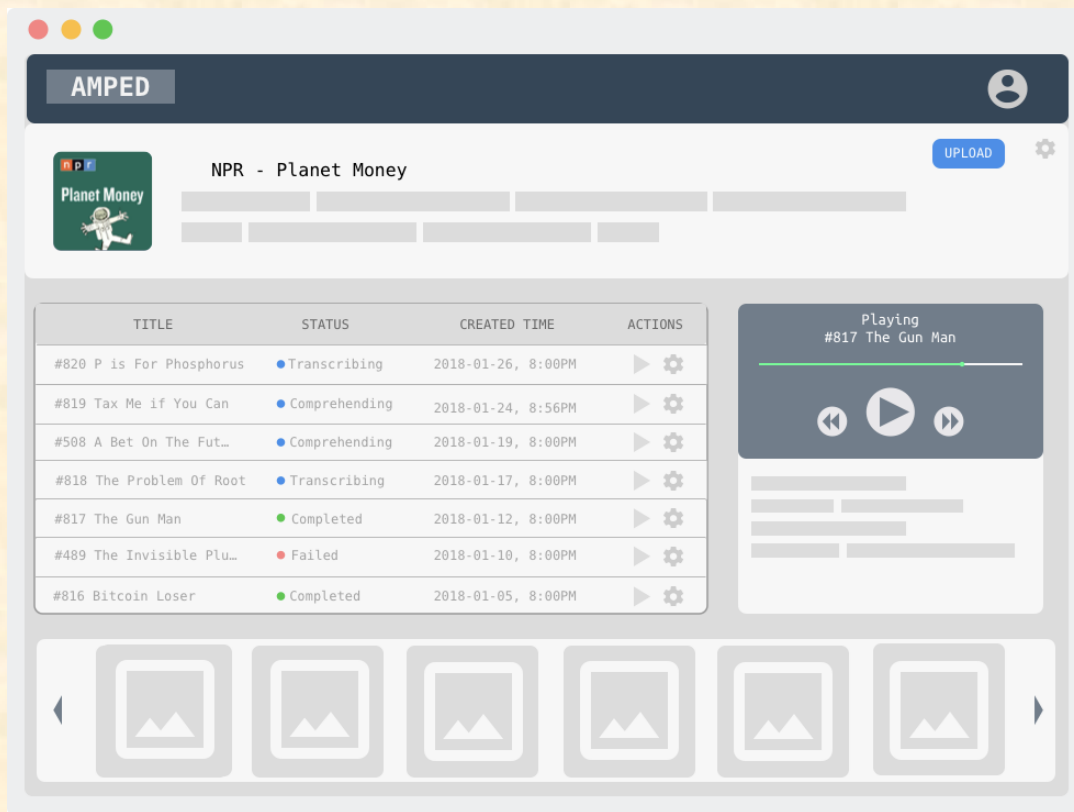 AMPED
UPLOAD
npr
Planet Money
NPR - Planet Money
TITLE STATUS CREATED TIME ACTIONS
#820 P is For Phosphorus Transcribing 2018-01-26, 8:00PM
#819 Tax Me if You Can Comprehending 2018-01-24, 8:56PM
#508 A Bet On The Fut… Comprehending 2018-01-19, 8:00PM
#818 The Problem Of Root Transcribing 2018-01-17, 8:00PM
#817 The Gun Man Completed 2018-01-12, 8:00PM
#489 The Invisible Plu… Failed 2018-01-10, 8:00PM
#816 Bitcoin Loser Completed 2018-01-05, 8:00PM
Playing
#817 The Gun Man